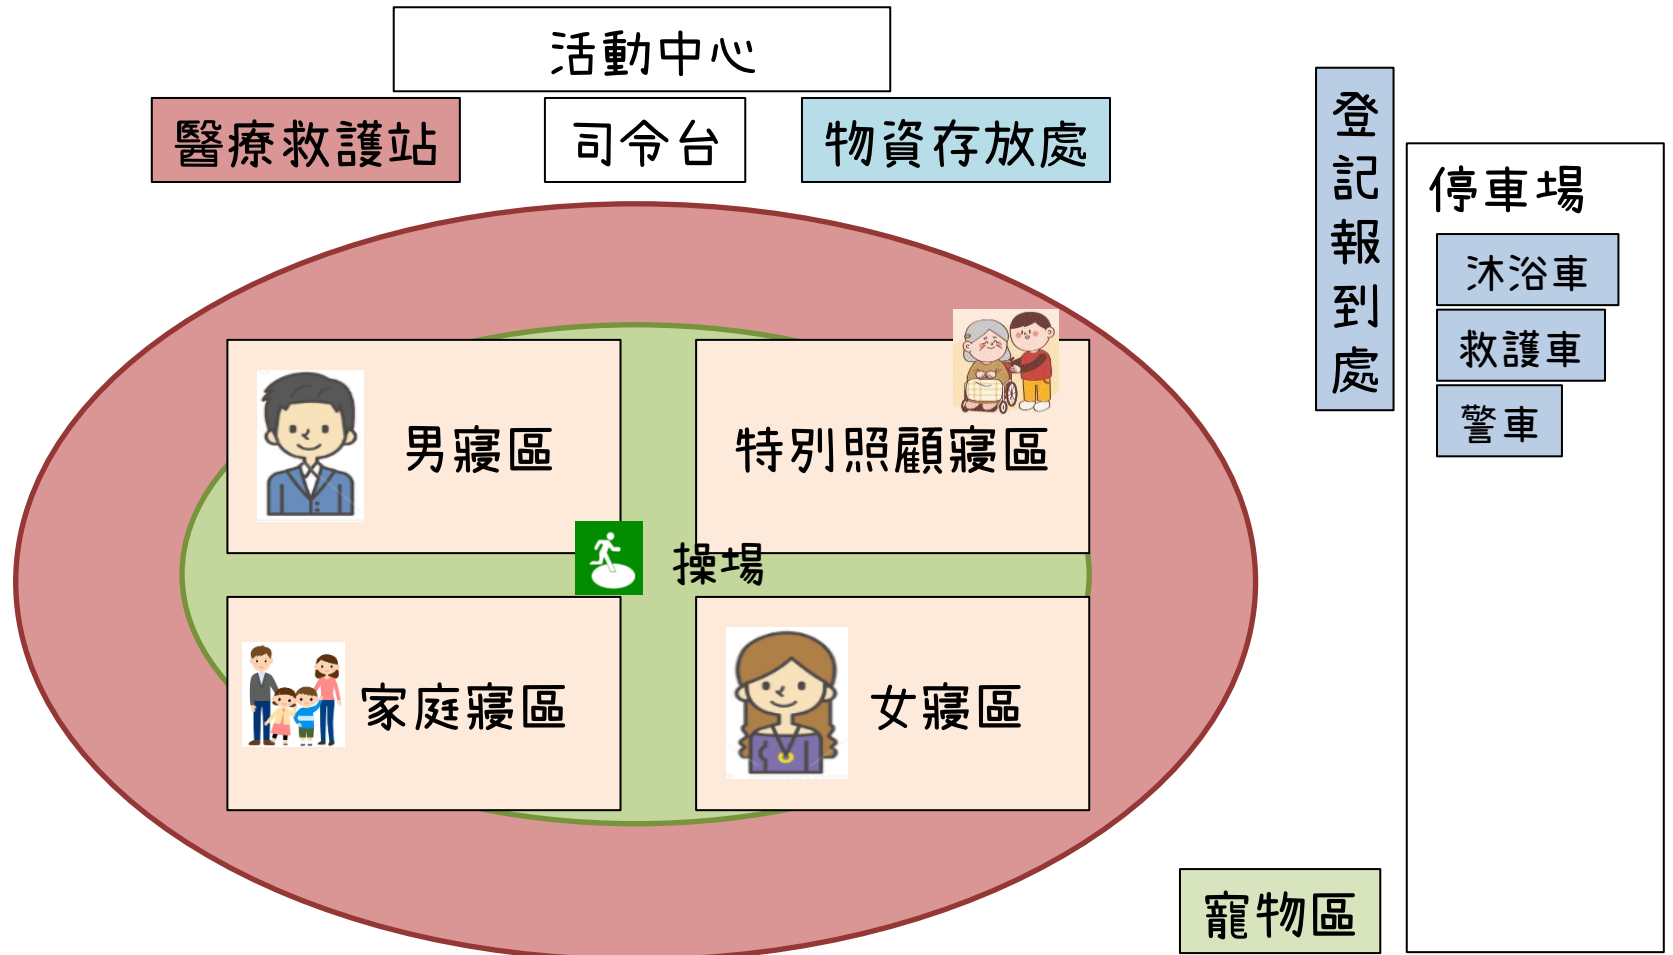 活動中心
醫療救護站
司令台
物資存放處
登記報到處
停車場
沐浴車
救護車
警車
男寢區
特別照顧寢區
操場
家庭寢區
女寢區
寵物區